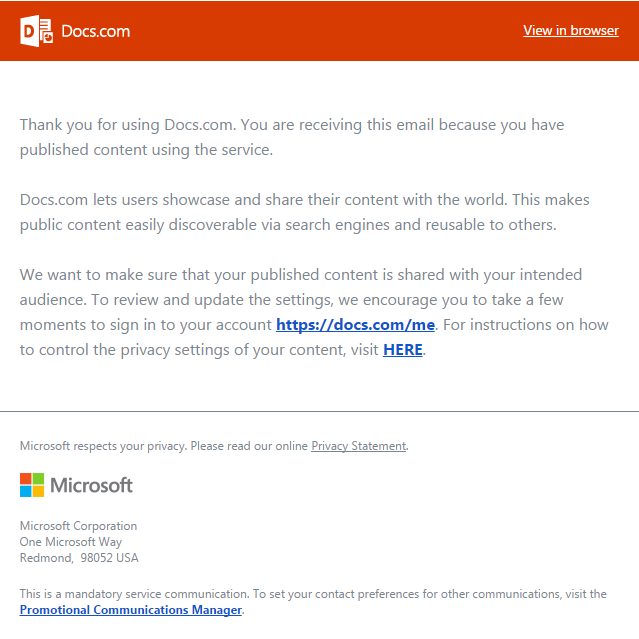 Docs.com
View in browser
Thank you for using Docs.com. You are receiving this email because you have
published content using the service.
Docs.com lets users showcase and share their content with the world. This makes
public content easily discoverable via search engines and reusable to others.
We want to make sure that your published content is shared with your intended
audience. To review and update the settings, we encourage you to take a few
moments to sign in to your account https://docs.com/me. For instructions on how
to control the privacy settings of your content, visit HERE.
Microsoft respects your privacy. Please read our online Privacy Statement.
Microsoft
Microsoft Corporation
One Microsoft Way
Redmond,  98052 USA
This is a mandatory service communication. To set your contact preferences for other communications, visit the
Promotional Communications Manager.